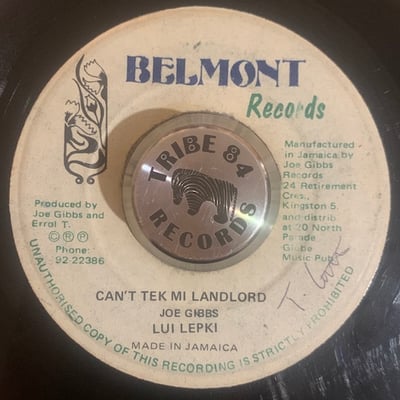 BELMONT
Records
Manufactured
in Jamaica by
Joe Gibbs
Records
24 Retirement
Cres.,
Kingston 5.
and distrib.
at 20 North
Parade
Globe
Music Pub.
TRIBE 84
RECORDS
Produced by
Joe Gibbs and
Errol T.
© ℗
Phone:
92-22386
CAN'T TEK MI LANDLORD
JOE GIBBS
LUI LEPKI
MADE IN JAMAICA
UNAUTHORISED COPY OF THIS RECORDING IS STRICTLY PROHIBITED